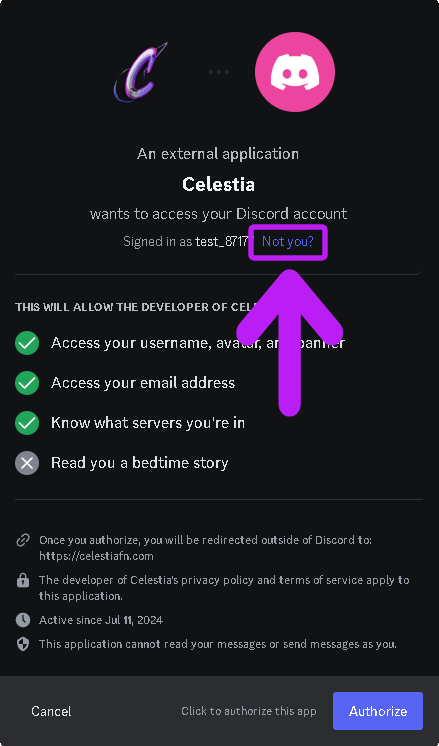 An external application
Celestia
wants to access your Discord account
Signed in as test_8717 Not you?
THIS WILL ALLOW THE DEVELOPER OF
Access your username, avatar, and banner
Access your email address
Know what servers you're in
Read you a bedtime story
Once you authorize, you will be redirected outside of Discord to:
https://celestiafn.com
The developer of Celestia's privacy policy and terms of service apply to
this application.
Active since Jul 11, 2024
This application cannot read your messages or send messages as you.
Cancel
Click to authorize this app
Authorize